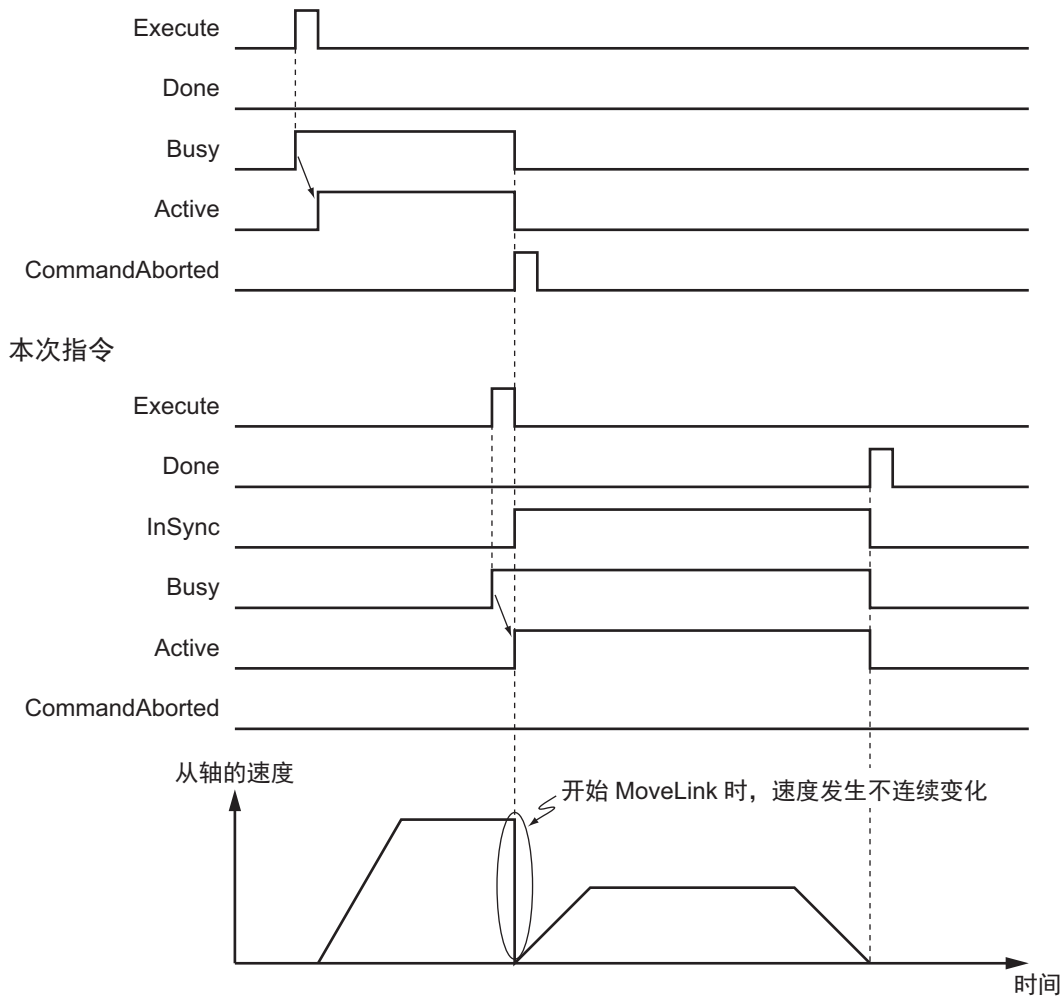 Execute
Done
Busy
Active
CommandAborted
本次指令
Execute
Done
InSync
Busy
Active
CommandAborted
从轴的速度
开始 MoveLink 时，速度发生不连续变化
时间